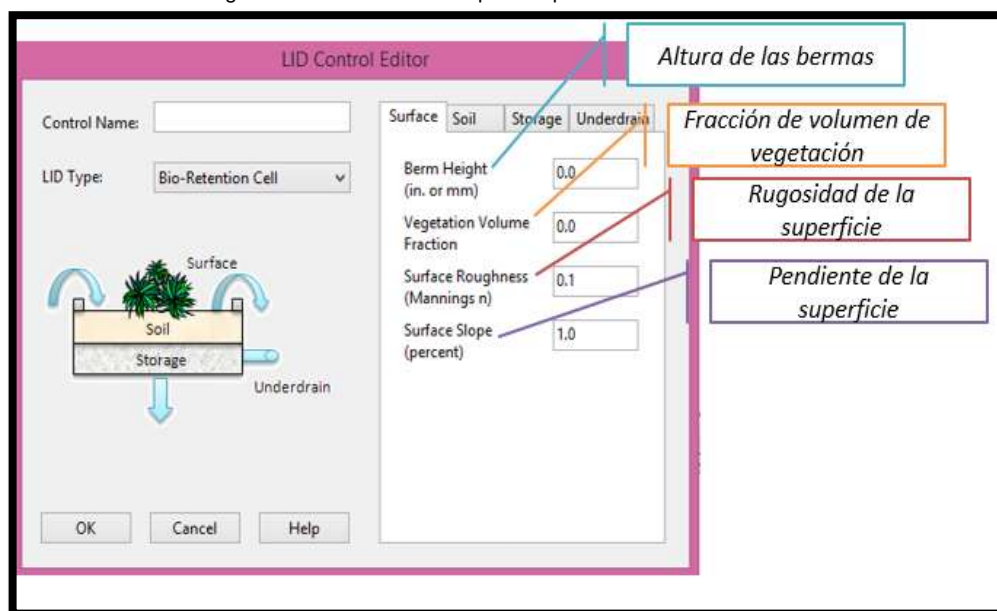 LID Control Editor
Control Name:
LID Type:
Bio-Retention Cell
Surface
Soil
Storage
Underdrain
OK
Cancel
Help
Surface
Soil
Storage
Underdrain
Berm Height
(in. or mm)
0.0
Vegetation Volume
Fraction
0.0
Surface Roughness
(Mannings n)
0.1
Surface Slope
(percent)
1.0
Altura de las bermas
Fracción de volumen de
vegetación
Rugosidad de la
superficie
Pendiente de la
superficie